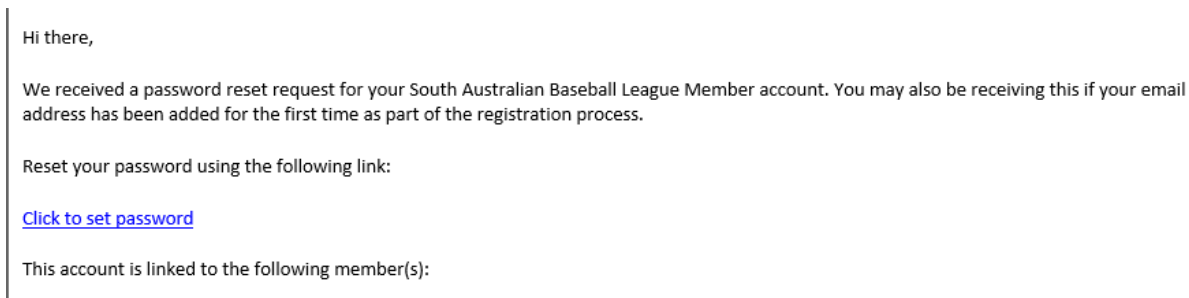 Hi there,
We received a password reset request for your South Australian Baseball League Member account. You may also be receiving this if your email
address has been added for the first time as part of the registration process.
Reset your password using the following link:
Click to set password
This account is linked to the following member(s):